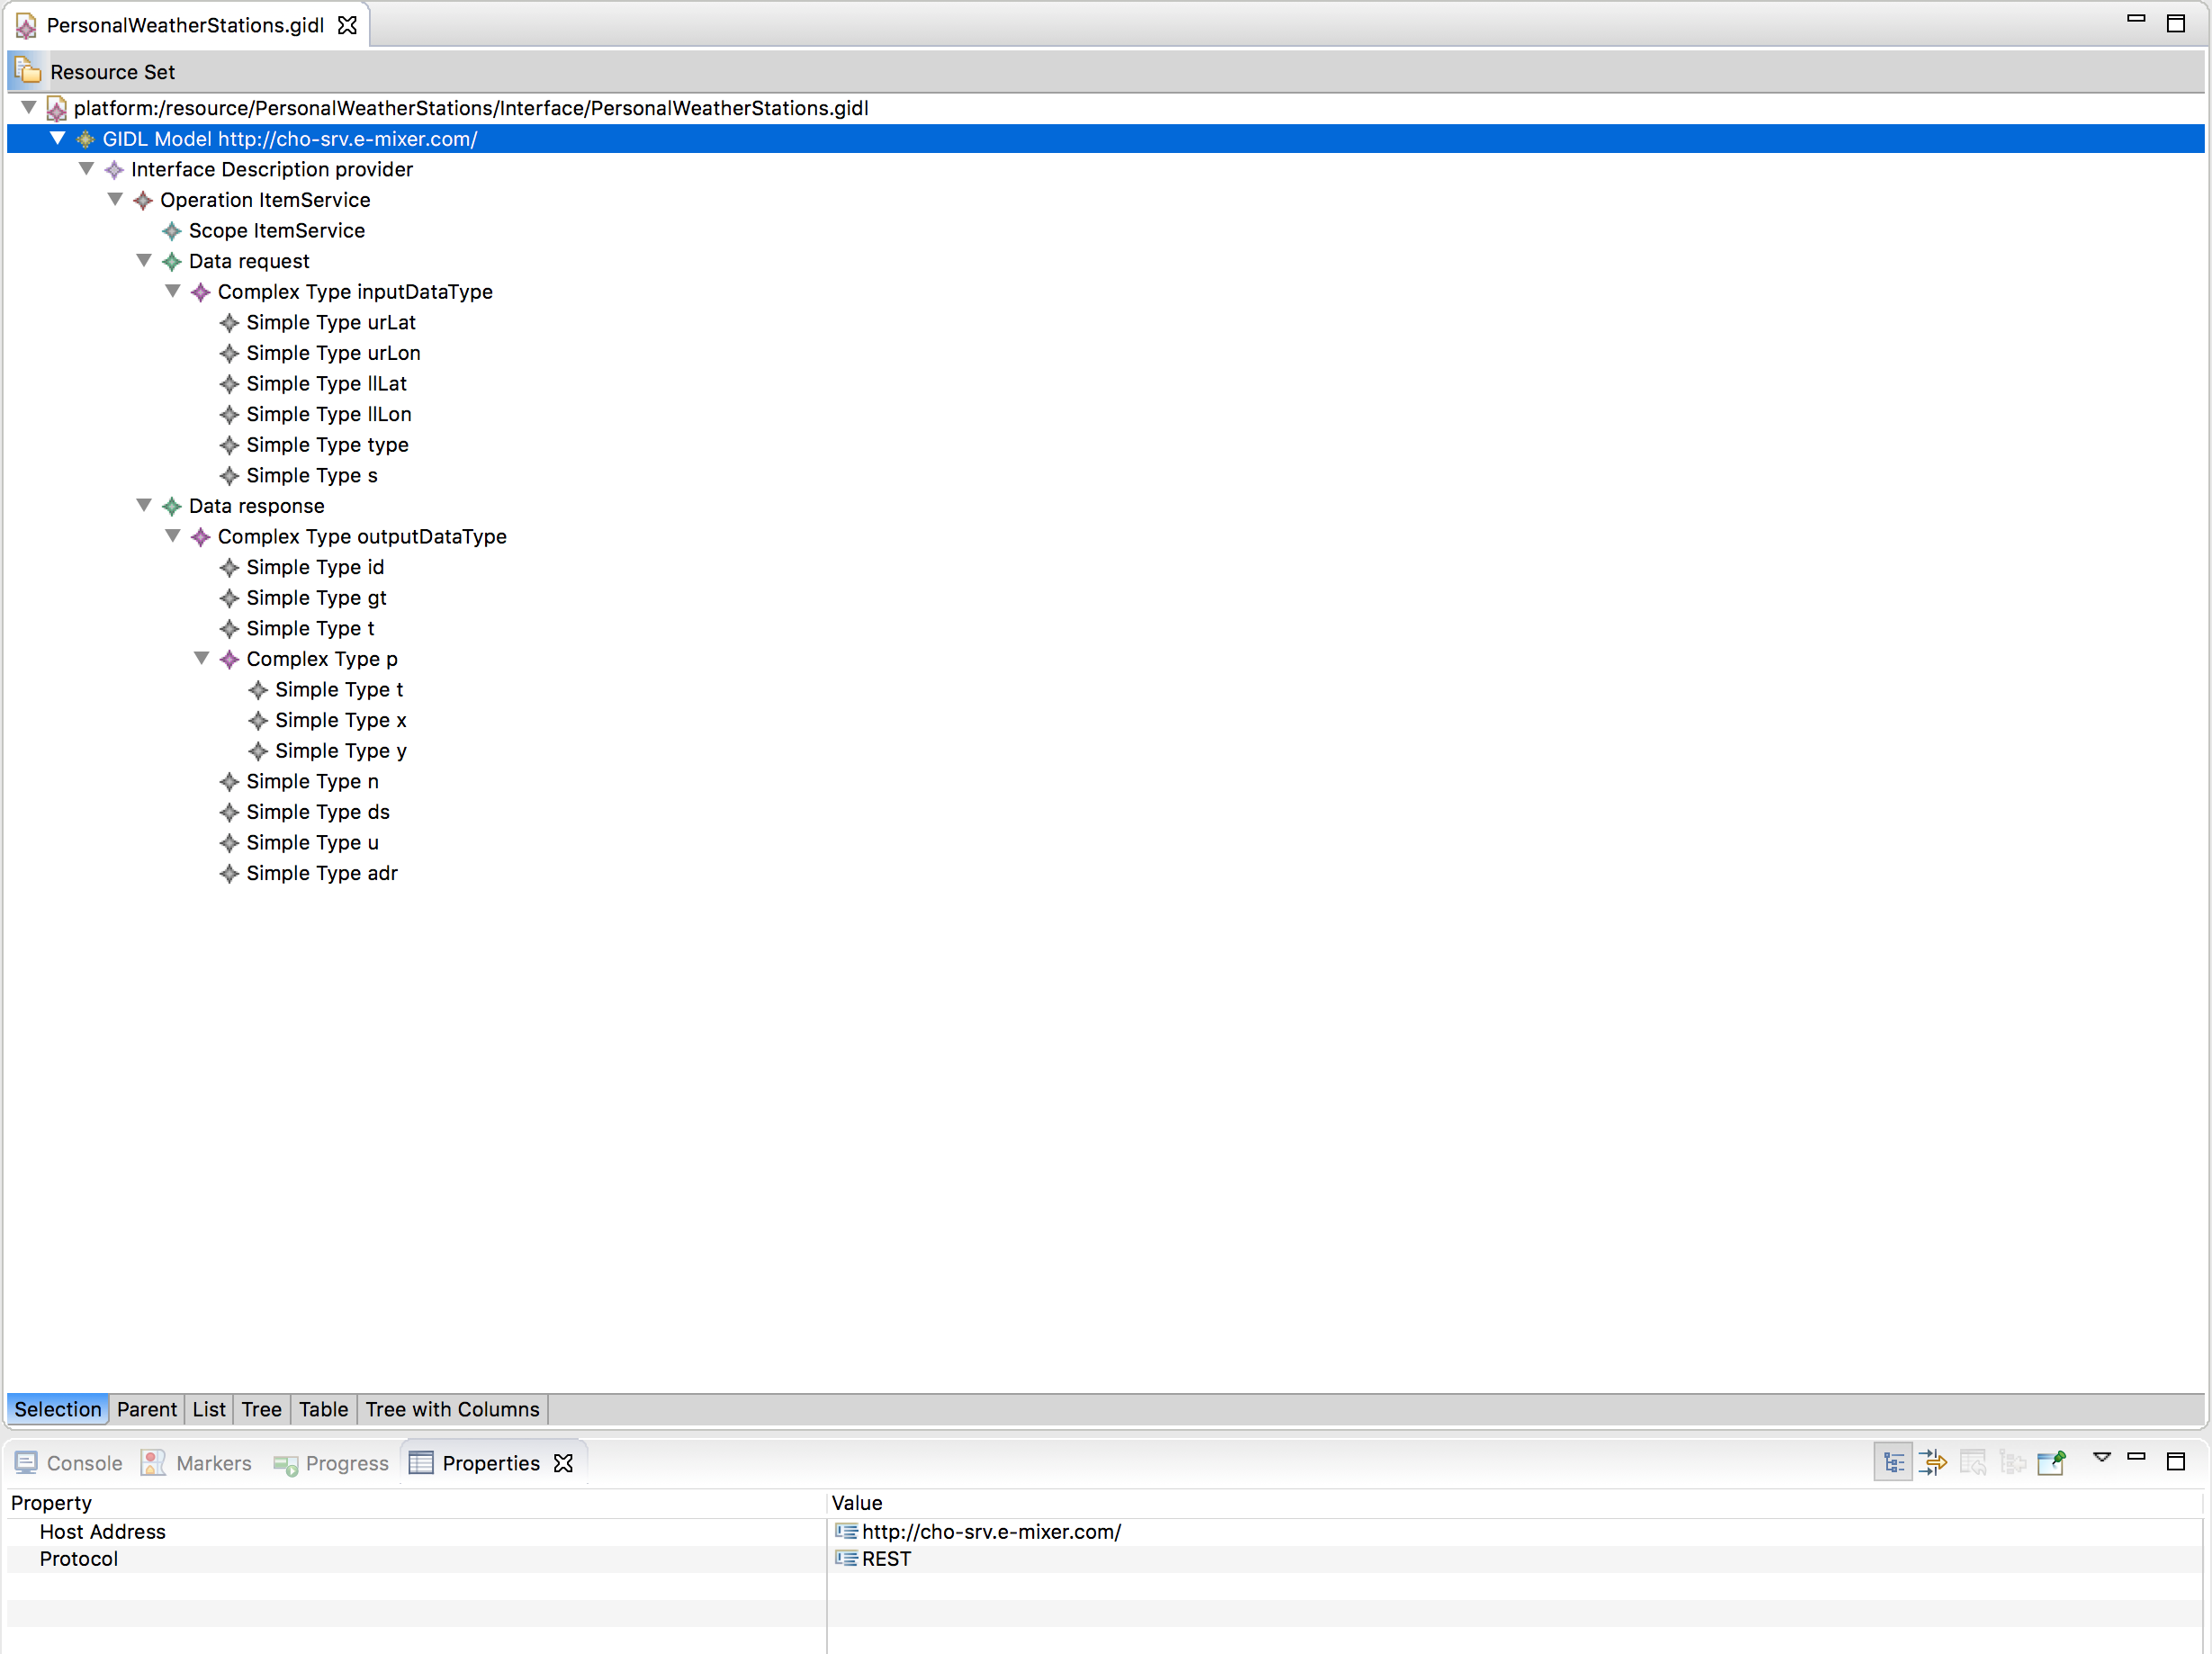 PersonalWeatherStations.gidl
Resource Set
platform:/resource/PersonalWeatherStations/Interface/PersonalWeatherStations.gidl
GIDL Model http://cho-srv.e-mixer.com/
Interface Description provider
Operation ItemService
Scope ItemService
Data request
Complex Type inputDataType
Simple Type urLat
Simple Type urLon
Simple Type llLat
Simple Type llLon
Simple Type type
Simple Type s
Data response
Complex Type outputDataType
Simple Type id
Simple Type gt
Simple Type t
Complex Type p
Simple Type t
Simple Type x
Simple Type y
Simple Type n
Simple Type ds
Simple Type u
Simple Type adr
Selection Parent List Tree Table Tree with Columns
Console Markers Progress Properties
Property Value
Host Address http://cho-srv.e-mixer.com/
Protocol REST